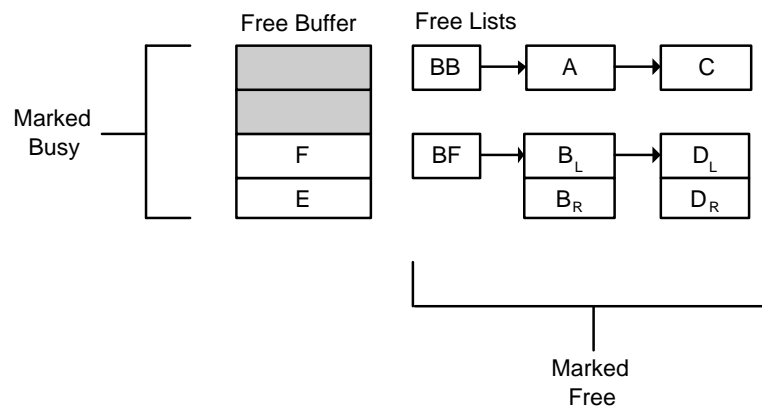 Free Buffer
Free Lists
BB
A
C
Marked
Busy
F
BF
B_L
D_L
E
B_R
D_R
Marked
Free